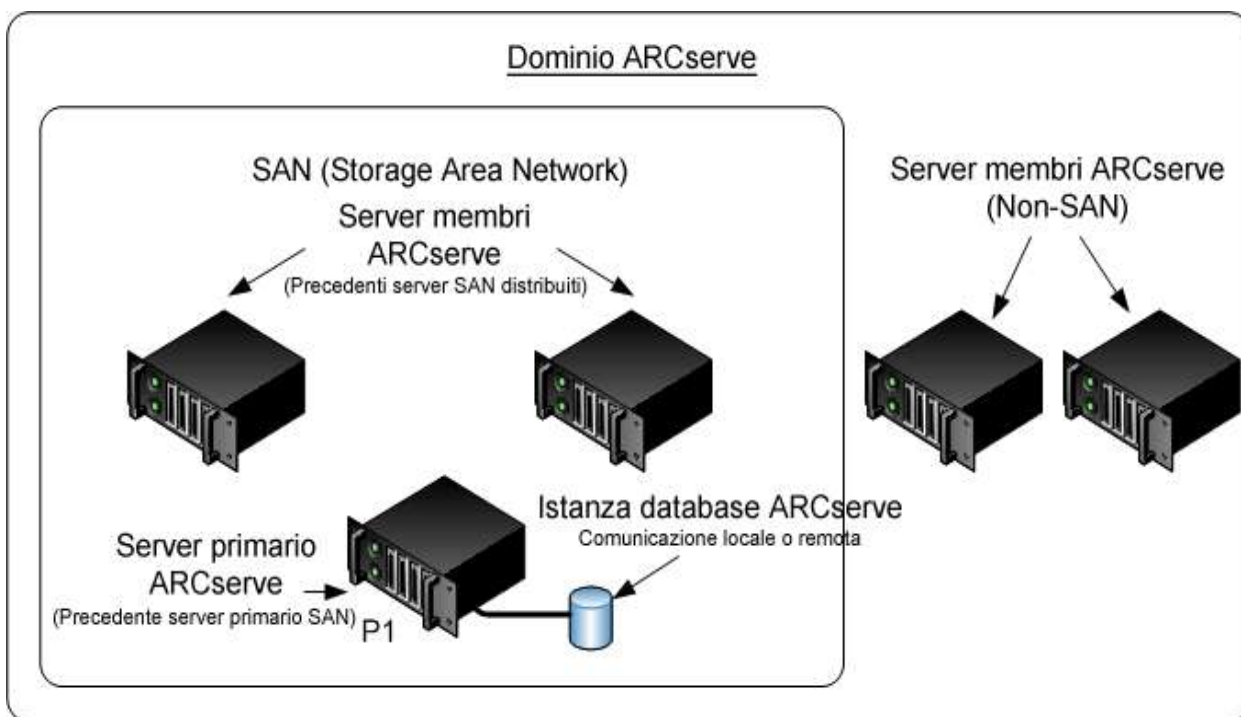 Dominio ARCserve
SAN (Storage Area Network)
Server membri
ARCserve
(Precedenti server SAN distribuiti)
Server membri ARCserve
(Non-SAN)
Istanza database ARCserve
Comunicazione locale o remota
Server primario
ARCserve
(Precedente server primario SAN)
P1